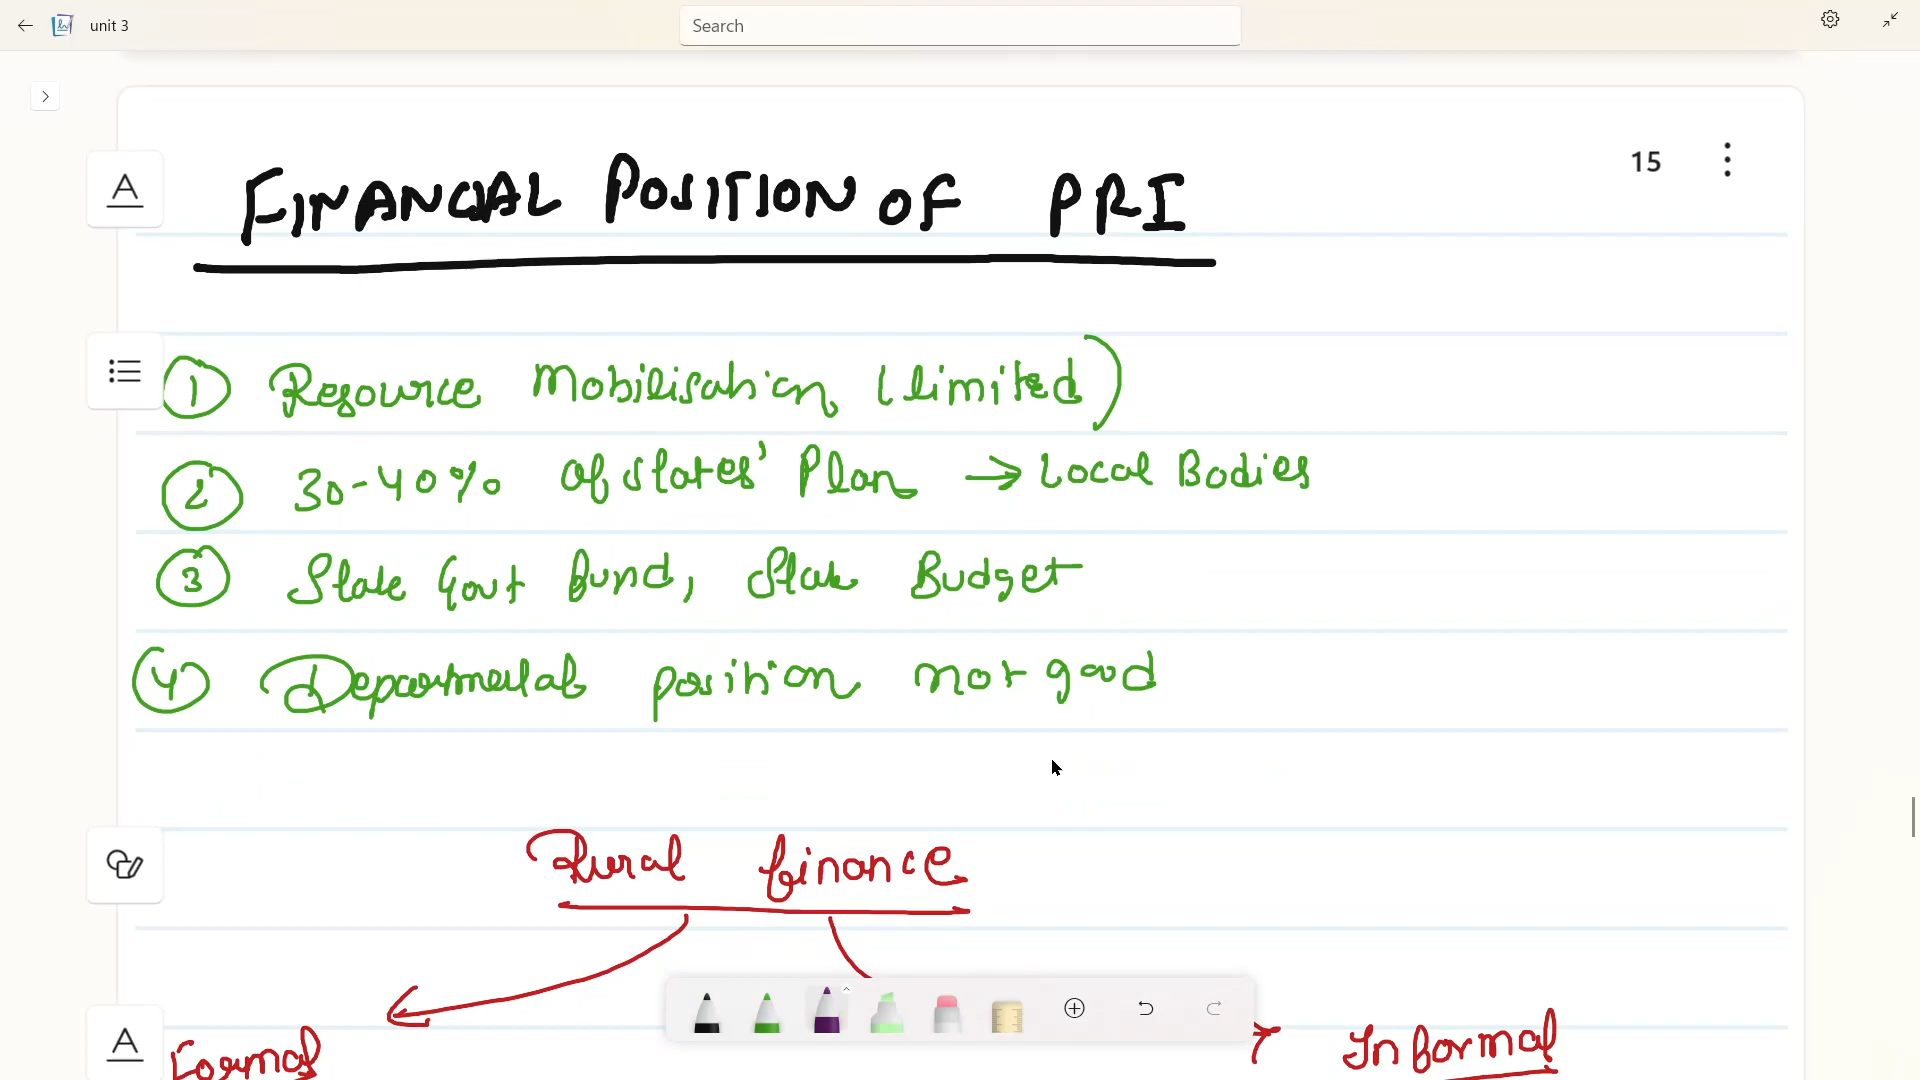 unit 3
Search
15
FINANCIAL POSITION OF PRI
1 Resource Mobilisation (limited)
2 30-40% of states' Plan → Local Bodies
3 State Govt fund, State Budget
4 Departmental position not good
Rural finance
Formal
Informal